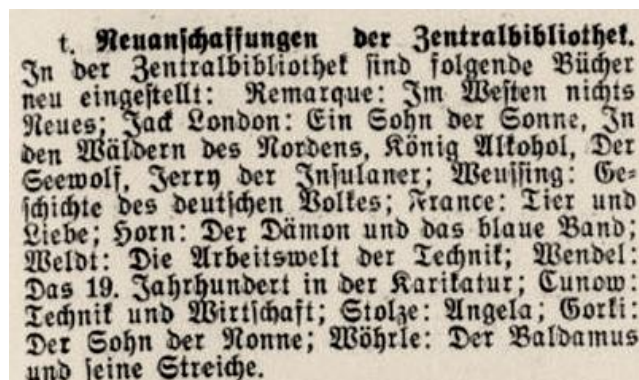 t. Neuanschaffungen der Zentralbibliothek.
In der Zentralbibliothek sind folgende Bücher
neu eingestellt: Remarque: Im Westen nichts
Neues; Jack London: Ein Sohn der Sonne, In
den Wäldern des Nordens, König Alkohol, Der
Seewolf, Jerry der Insulaner; Weussing: Ge-
schichte des deutschen Volkes; France: Tier und
Liebe; Horn: Der Dämon und das blaue Band;
Weldt: Die Arbeitswelt der Technik; Wendel:
Das 19. Jahrhundert in der Karikatur; Cunow:
Technik und Wirtschaft; Stolze: Angela; Gorki:
Der Sohn der Nonne; Wöhrle: Der Baldamus
und seine Streiche.